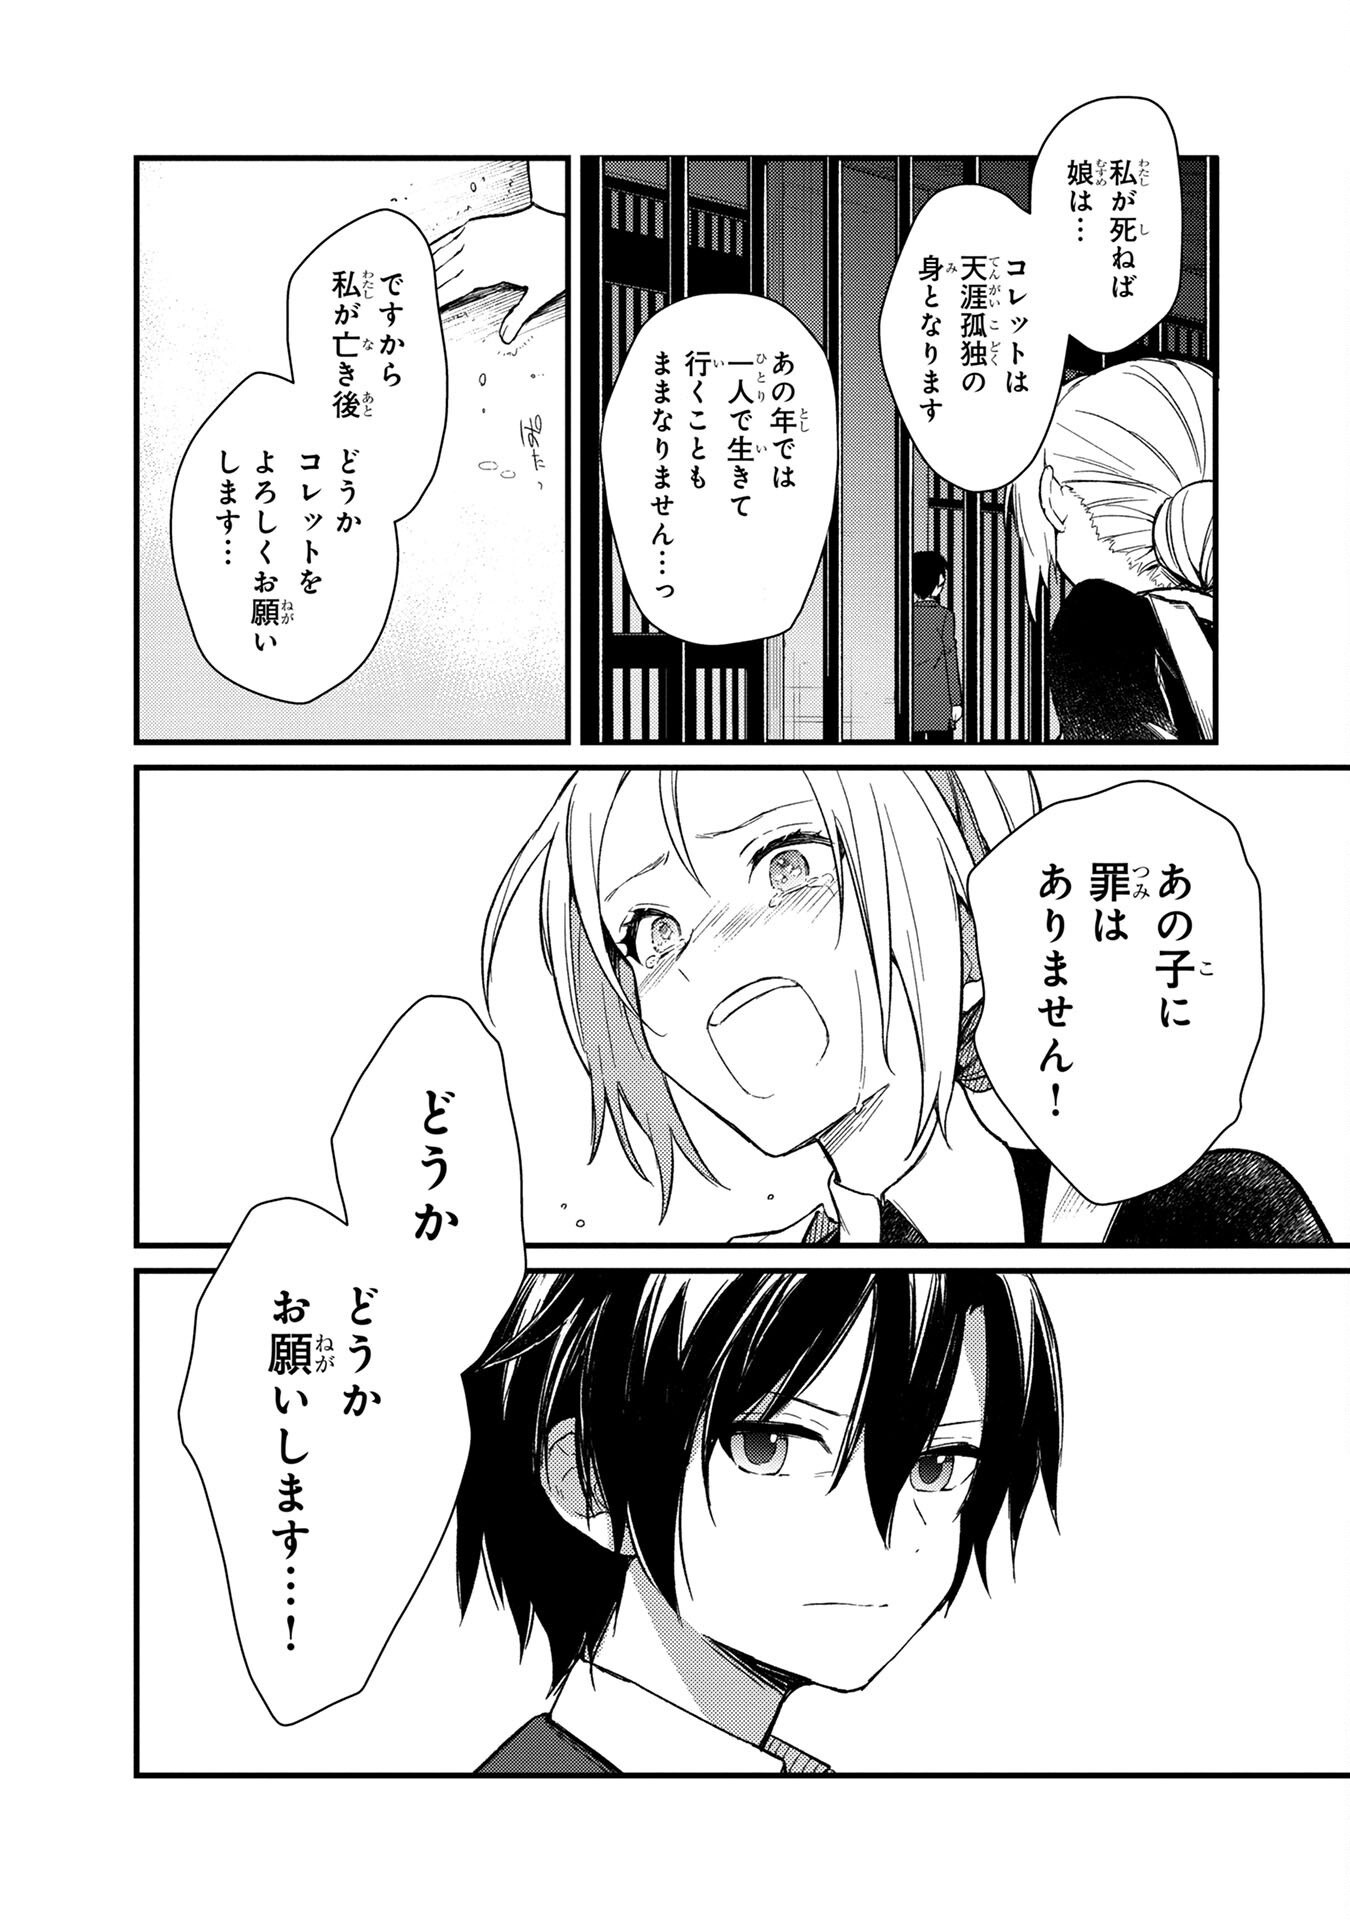 私が死ねば
娘は…
コレットは
天涯孤独の
身となります
あの年では
一人で生きて
行くことも
ままなりません…っ
ですから
私が亡き後
どうか
コレットを
よろしくお願い
します…
あの子に
罪は
ありません！
どうか
どうか
お願いします…！